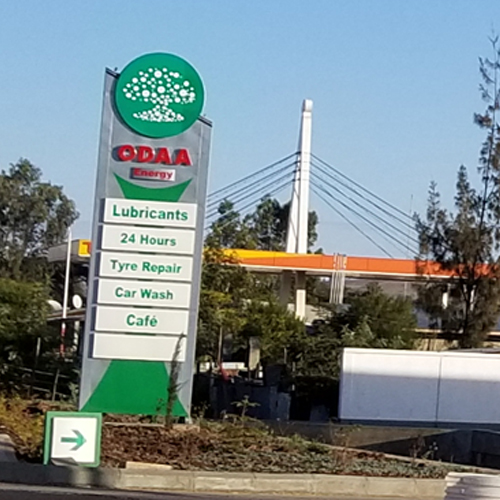 ODAA
Energy
Lubricants
24 Hours
Tyre Repair
Car Wash
Café